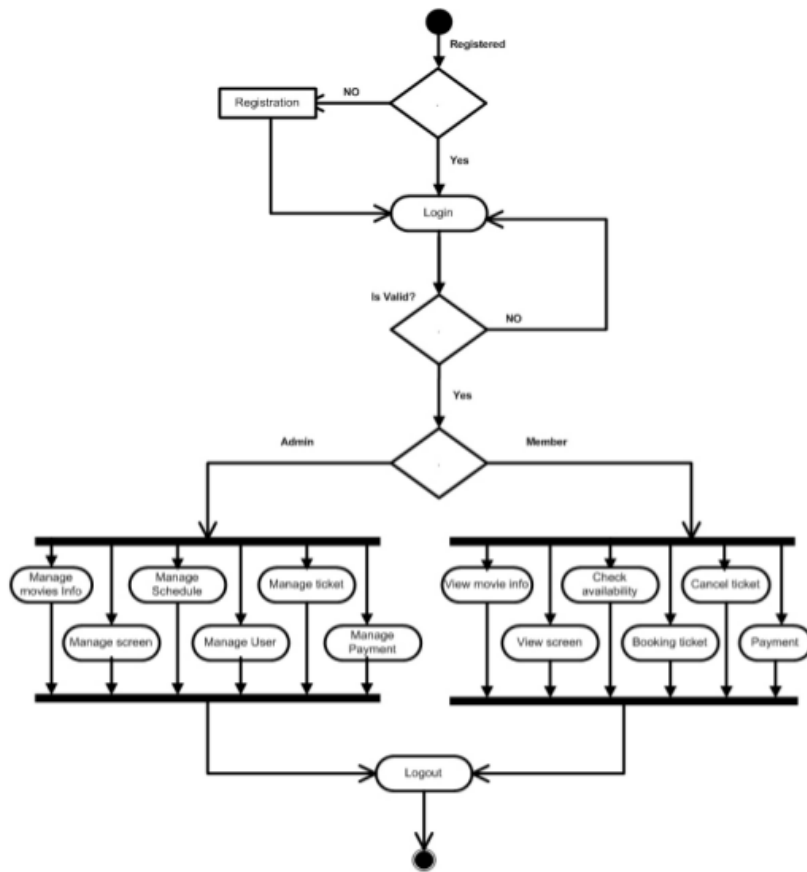 Registered
NO
Registration
Yes
Login
Is Valid?
NO
Yes
Admin
Member
Manage
movies Info
Manage
Schedule
Manage ticket
View movie info
Check
availability
Cancel ticket
Manage screen
Manage User
Manage
Payment
View screen
Booking ticket
Payment
Logout